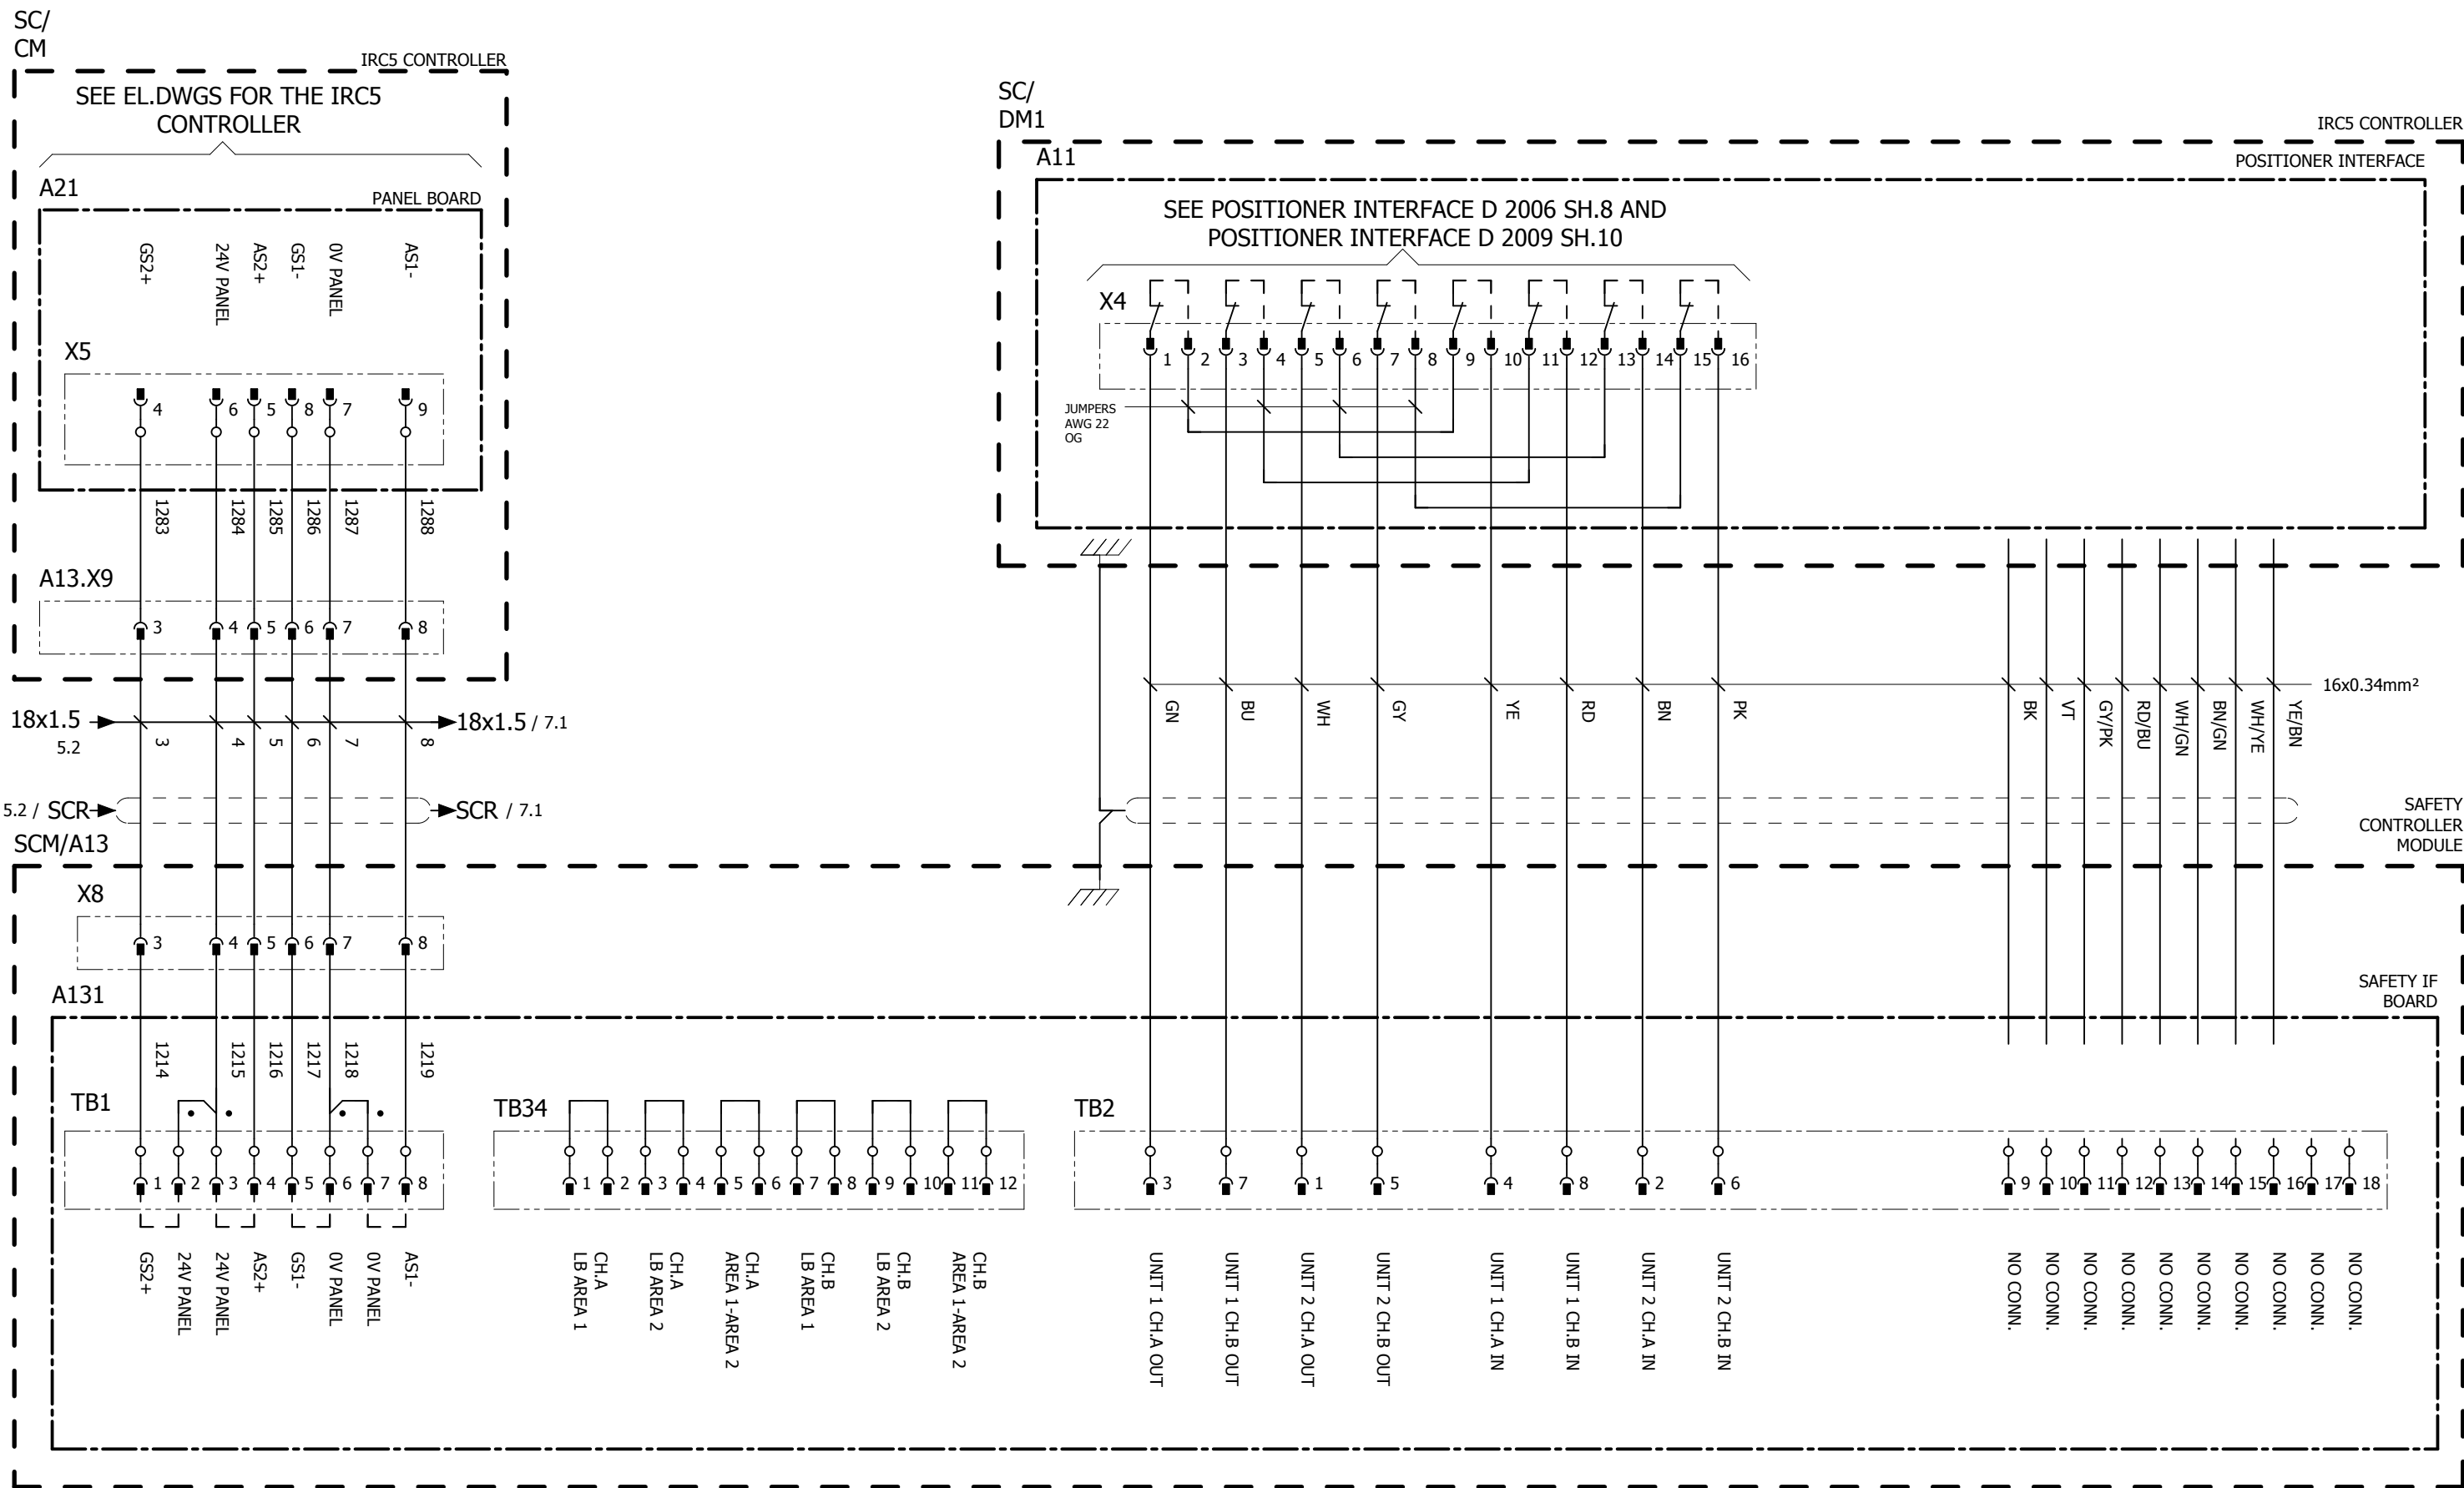 SC/
CM
IRC5 CONTROLLER
SEE EL.DWGS FOR THE IRC5
CONTROLLER
A21
PANEL BOARD
GS2+
24V PANEL
AS2+
GS1-
0V PANEL
AS1-
X5
4 6 5 8 7 9
1283 1284 1285 1286 1287 1288
A13.X9
3 4 5 6 7 8
18x1.5
5.2
3 4 5 6 7 8
18x1.5 / 7.1
5.2 / SCR
SCR / 7.1
SC/
DM1
IRC5 CONTROLLER
A11
POSITIONER INTERFACE
SEE POSITIONER INTERFACE D 2006 SH.8 AND
POSITIONER INTERFACE D 2009 SH.10
X4
1 2 3 4 5 6 7 8 9 10 11 12 13 14 15 16
JUMPERS
AWG 22
OG
GN BU WH GY YE RD BN PK
BK VT GY/PK RD/BU WH/GN BN/GN WH/YE YE/BN
16x0.34mm²
SAFETY
CONTROLLER
MODULE
SCM/A13
X8
3 4 5 6 7 8
A131
SAFETY IF
BOARD
1214 1215 1216 1217 1218 1219
TB1
1 2 3 4 5 6 7 8
GS2+
24V PANEL
24V PANEL
AS2+
GS1-
0V PANEL
0V PANEL
AS1-
TB34
1 2 3 4 5 6 7 8 9 10 11 12
CH.A
LB AREA 1
CH.A
LB AREA 2
CH.A
AREA 1-AREA 2
CH.B
LB AREA 1
CH.B
LB AREA 2
CH.B
AREA 1-AREA 2
TB2
3 7 1 5 4 8 2 6
9 10 11 12 13 14 15 16 17 18
UNIT 1 CH.A OUT
UNIT 1 CH.B OUT
UNIT 2 CH.A OUT
UNIT 2 CH.B OUT
UNIT 1 CH.A IN
UNIT 1 CH.B IN
UNIT 2 CH.A IN
UNIT 2 CH.B IN
NO CONN.
NO CONN.
NO CONN.
NO CONN.
NO CONN.
NO CONN.
NO CONN.
NO CONN.
NO CONN.
NO CONN.